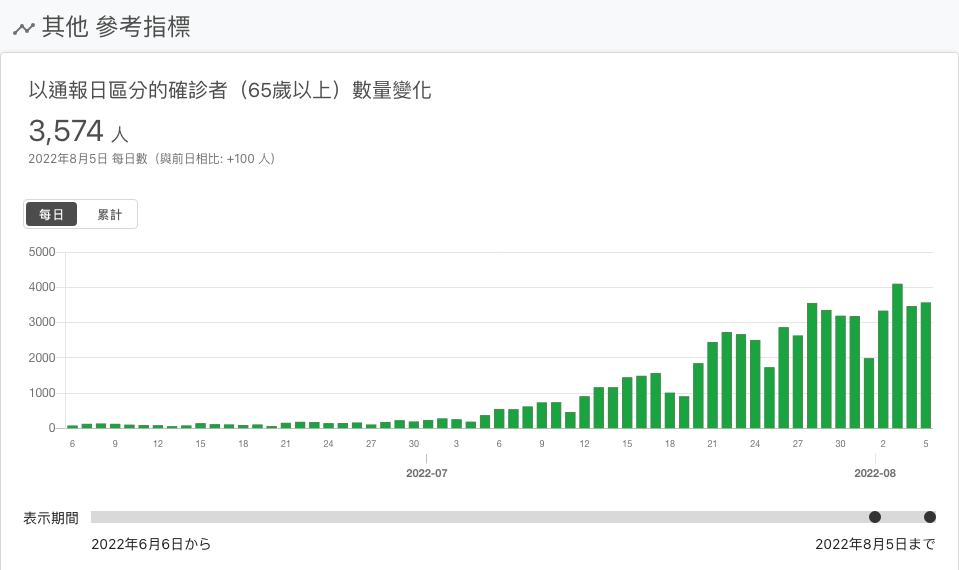 其他 參考指標
以通報日區分的確診者（65歲以上）數量變化
3,574 人
2022年8月5日 每日數（與前日相比: +100 人）
每日 累計
5000
4000
3000
2000
1000
0
6 9 12 15 18 21 24 27 30 3 6 9 12 15 18 21 24 27 30 2 5
2022-07 2022-08
表示期間
2022年6月6日から 2022年8月5日まで